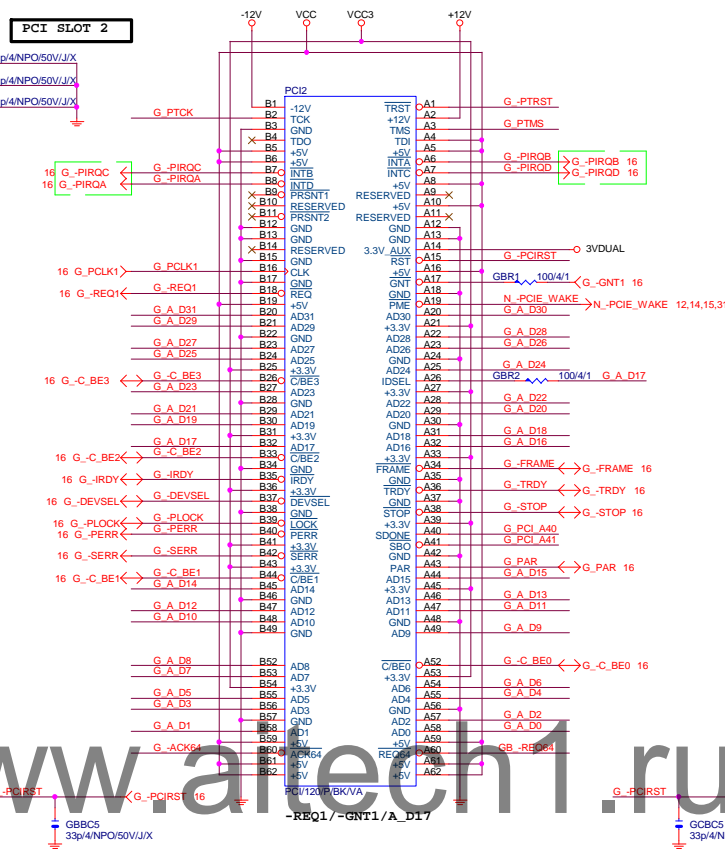 PCI SLOT 2
-12V VCC VCC3 +12V
p/4/NPO/50V/J/X
p/4/NPO/50V/J/X
p/4/NPO/50V/J/X
PCI2
B1 -12V TRST A1 G_-PTRST
G_PTCK B2 TCK +12V A2
B3 GND TMS A3 G_PTMS
B4 TDO TDI A4
B5 +5V +5V A5
B6 +5V INTA A6 G_-PIRQB G_-PIRQB 16
16 G_-PIRQC G_-PIRQC B7 INTB INTC A7 G_-PIRQD G_-PIRQD 16
16 G_-PIRQA G_-PIRQA B8 INTD +5V A8
B9 PRSNT1 RESERVED A9
B10 RESERVED +5V A10
B11 PRSNT2 RESERVED A11
B12 GND GND A12
B13 GND GND A13
B14 RESERVED 3.3V_AUX A14 3VDUAL
B15 GND RST A15 G_-PCIRST
16 G_PCLK1 G_PCLK1 B16 CLK +5V A16
B17 GND GNT A17 GBR1 100/4/1 G_-GNT1 16
16 G_-REQ1 G_-REQ1 B18 REQ GND A18
B19 +5V PME A19 N_-PCIE_WAKE N_-PCIE_WAKE 12,14,15,31
G_A_D31 B20 AD31 AD30 A20 G_A_D30
G_A_D29 B21 AD29 +3.3V A21
B22 GND AD28 A22 G_A_D28
G_A_D27 B23 AD27 AD26 A23 G_A_D26
G_A_D25 B24 AD25 GND A24
B25 +3.3V AD24 A25 G_A_D24
16 G_-C_BE3 G_-C_BE3 B26 C/BE3 IDSEL A26 GBR2 100/4/1 G_A_D17
G_A_D23 B27 AD23 +3.3V A27
B28 GND AD22 A28 G_A_D22
G_A_D21 B29 AD21 AD20 A29 G_A_D20
G_A_D19 B30 AD19 GND A30
B31 +3.3V AD18 A31 G_A_D18
G_A_D17 B32 AD17 AD16 A32 G_A_D16
16 G_-C_BE2 G_-C_BE2 B33 C/BE2 +3.3V A33
B34 GND FRAME A34 G_-FRAME G_-FRAME 16
16 G_-IRDY G_-IRDY B35 IRDY GND A35
B36 +3.3V TRDY A36 G_-TRDY G_-TRDY 16
16 G_-DEVSEL G_-DEVSEL B37 DEVSEL GND A37
B38 GND STOP A38 G_-STOP G_-STOP 16
16 G_-PLOCK G_-PLOCK B39 LOCK +3.3V A39
16 G_-PERR G_-PERR B40 PERR SDONE A40 G_PCI_A40
B41 +3.3V SBO A41 G_PCI_A41
16 G_-SERR G_-SERR B42 SERR GND A42
B43 +3.3V PAR A43 G_PAR G_PAR 16
16 G_-C_BE1 G_-C_BE1 B44 C/BE1 AD15 A44 G_A_D15
G_A_D14 B45 AD14 +3.3V A45
B46 GND AD13 A46 G_A_D13
G_A_D12 B47 AD12 AD11 A47 G_A_D11
G_A_D10 B48 AD10 GND A48
B49 GND AD9 A49 G_A_D9
G_A_D8 B52 AD8 C/BE0 A52 G_-C_BE0 G_-C_BE0 16
G_A_D7 B53 AD7 +3.3V A53
B54 +3.3V AD6 A54 G_A_D6
G_A_D5 B55 AD5 AD4 A55 G_A_D4
G_A_D3 B56 AD3 GND A56
B57 GND AD2 A57 G_A_D2
G_A_D1 B58 AD1 AD0 A58 G_A_D0
B59 +5V +5V A59
G_-ACK64 B60 ACK64 REQ64 A60 GB_-REQ64
B61 +5V +5V A61
B62 +5V +5V A62
PCI/120/P/BK/VA
www.altech1.ru
-REQ1/-GNT1/A_D17
G_-PCIRST G_-PCIRST 16
GBBC5
33p/4/NPO/50V/J/X
G_-PCIRST
GCBC5
33p/4/N